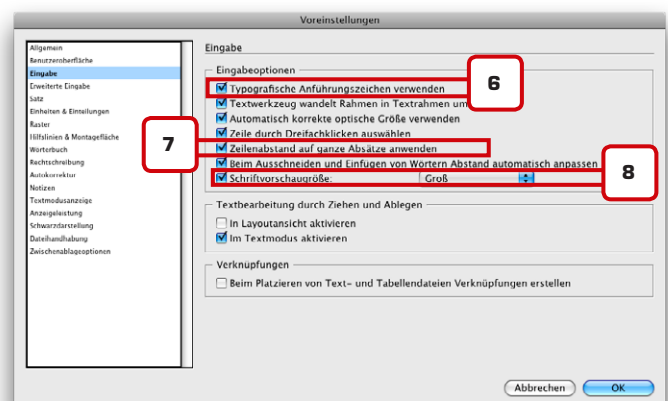 Voreinstellungen
Allgemein
Benutzeroberfläche
Eingabe
Erweiterte Eingabe
Satz
Einheiten & Einteilungen
Raster
Hilfslinien & Montagefläche
Wörterbuch
Rechtschreibung
Autokorrektur
Notizen
Textmodusanzeige
Anzeigeleistung
Schwarzdarstellung
Dateihandhabung
Zwischenablageoptionen
Eingabe
Eingabeoptionen
Typografische Anführungszeichen verwenden
6
Textwerkzeug wandelt Rahmen in Textrahmen um
Automatisch korrekte optische Größe verwenden
Zeile durch Dreifachklicken auswählen
7
Zeilenabstand auf ganze Absätze anwenden
Beim Ausschneiden und Einfügen von Wörtern Abstand automatisch anpassen
Schriftvorschaugröße: Groß
8
Textbearbeitung durch Ziehen und Ablegen
In Layoutansicht aktivieren
Im Textmodus aktivieren
Verknüpfungen
Beim Platzieren von Text- und Tabellendateien Verknüpfungen erstellen
Abbrechen OK